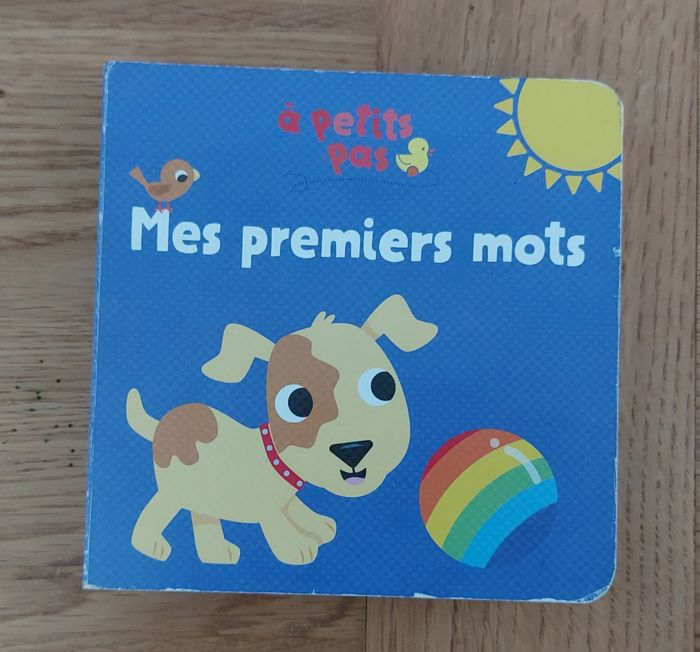 à petits
pas
Mes premiers mots